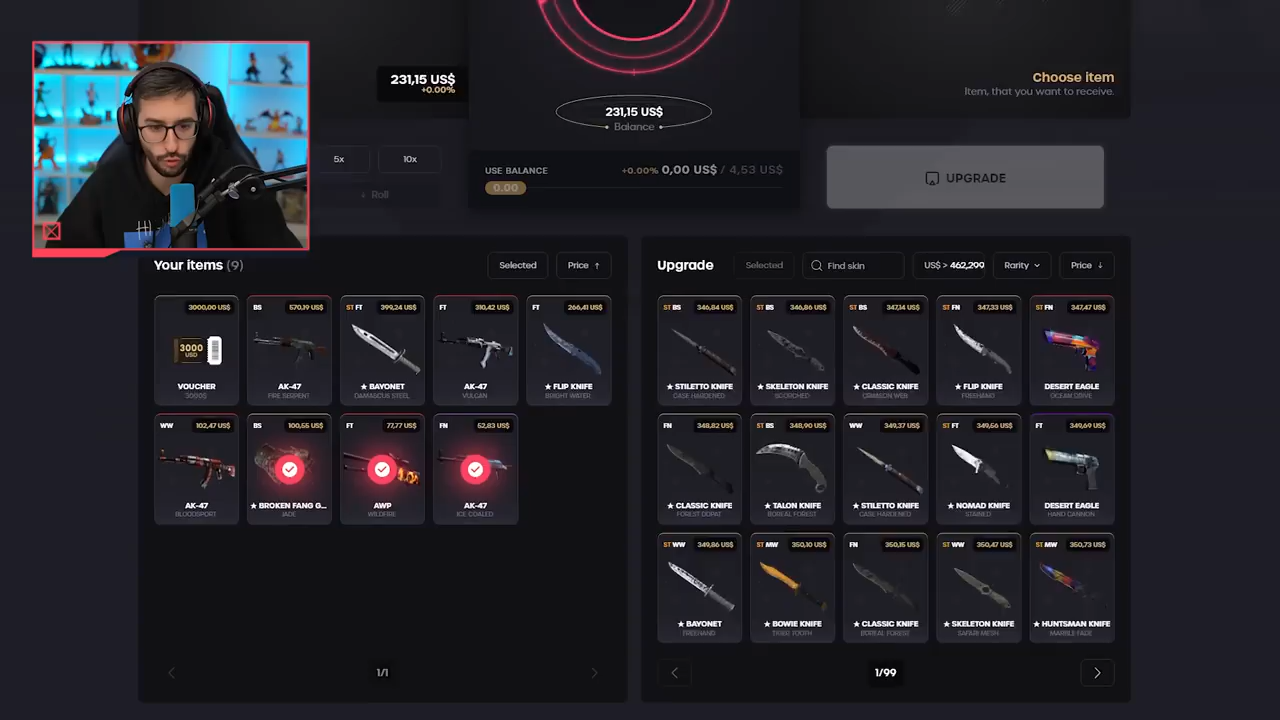 231,15 US$
+0.00%
231,15 US$
Balance
Choose item
Item, that you want to receive.
5x
10x
Roll
USE BALANCE
+0.00% 0,00 US$ / 4,53 US$
0.00
UPGRADE
Your items (9)
Selected
Price
Upgrade
Selected
Find skin
US$ > 462,299
Rarity
Price
3000,00 US$
3000
USD
VOUCHER
3000$
BS 570,19 US$
AK-47
FIRE SERPENT
ST FT 399,24 US$
★ BAYONET
DAMASCUS STEEL
FT 310,42 US$
AK-47
VULCAN
FT 266,41 US$
★ FLIP KNIFE
BRIGHT WATER
WW 102,47 US$
AK-47
BLOODSPORT
BS 100,55 US$
★ BROKEN FANG G...
JADE
FT 77,77 US$
AWP
WILDFIRE
FN 52,83 US$
AK-47
ICE COALED
1/1
ST BS 346,84 US$
★ STILETTO KNIFE
CASE HARDENED
ST BS 346,86 US$
★ SKELETON KNIFE
SCORCHED
ST BS 347,14 US$
★ CLASSIC KNIFE
CRIMSON WEB
ST FN 347,33 US$
★ FLIP KNIFE
FREEHAND
ST FN 347,47 US$
DESERT EAGLE
OCEAN DRIVE
FN 348,82 US$
★ CLASSIC KNIFE
FOREST DDPAT
ST BS 348,90 US$
★ TALON KNIFE
BOREAL FOREST
WW 349,37 US$
★ STILETTO KNIFE
CASE HARDENED
ST FT 349,56 US$
★ NOMAD KNIFE
STAINED
FT 349,69 US$
DESERT EAGLE
HAND CANNON
ST WW 349,86 US$
★ BAYONET
FREEHAND
ST MW 350,10 US$
★ BOWIE KNIFE
TIGER TOOTH
FN 350,15 US$
★ CLASSIC KNIFE
BOREAL FOREST
ST WW 350,47 US$
★ SKELETON KNIFE
SAFARI MESH
ST MW 350,73 US$
★ HUNTSMAN KNIFE
MARBLE FADE
1/99